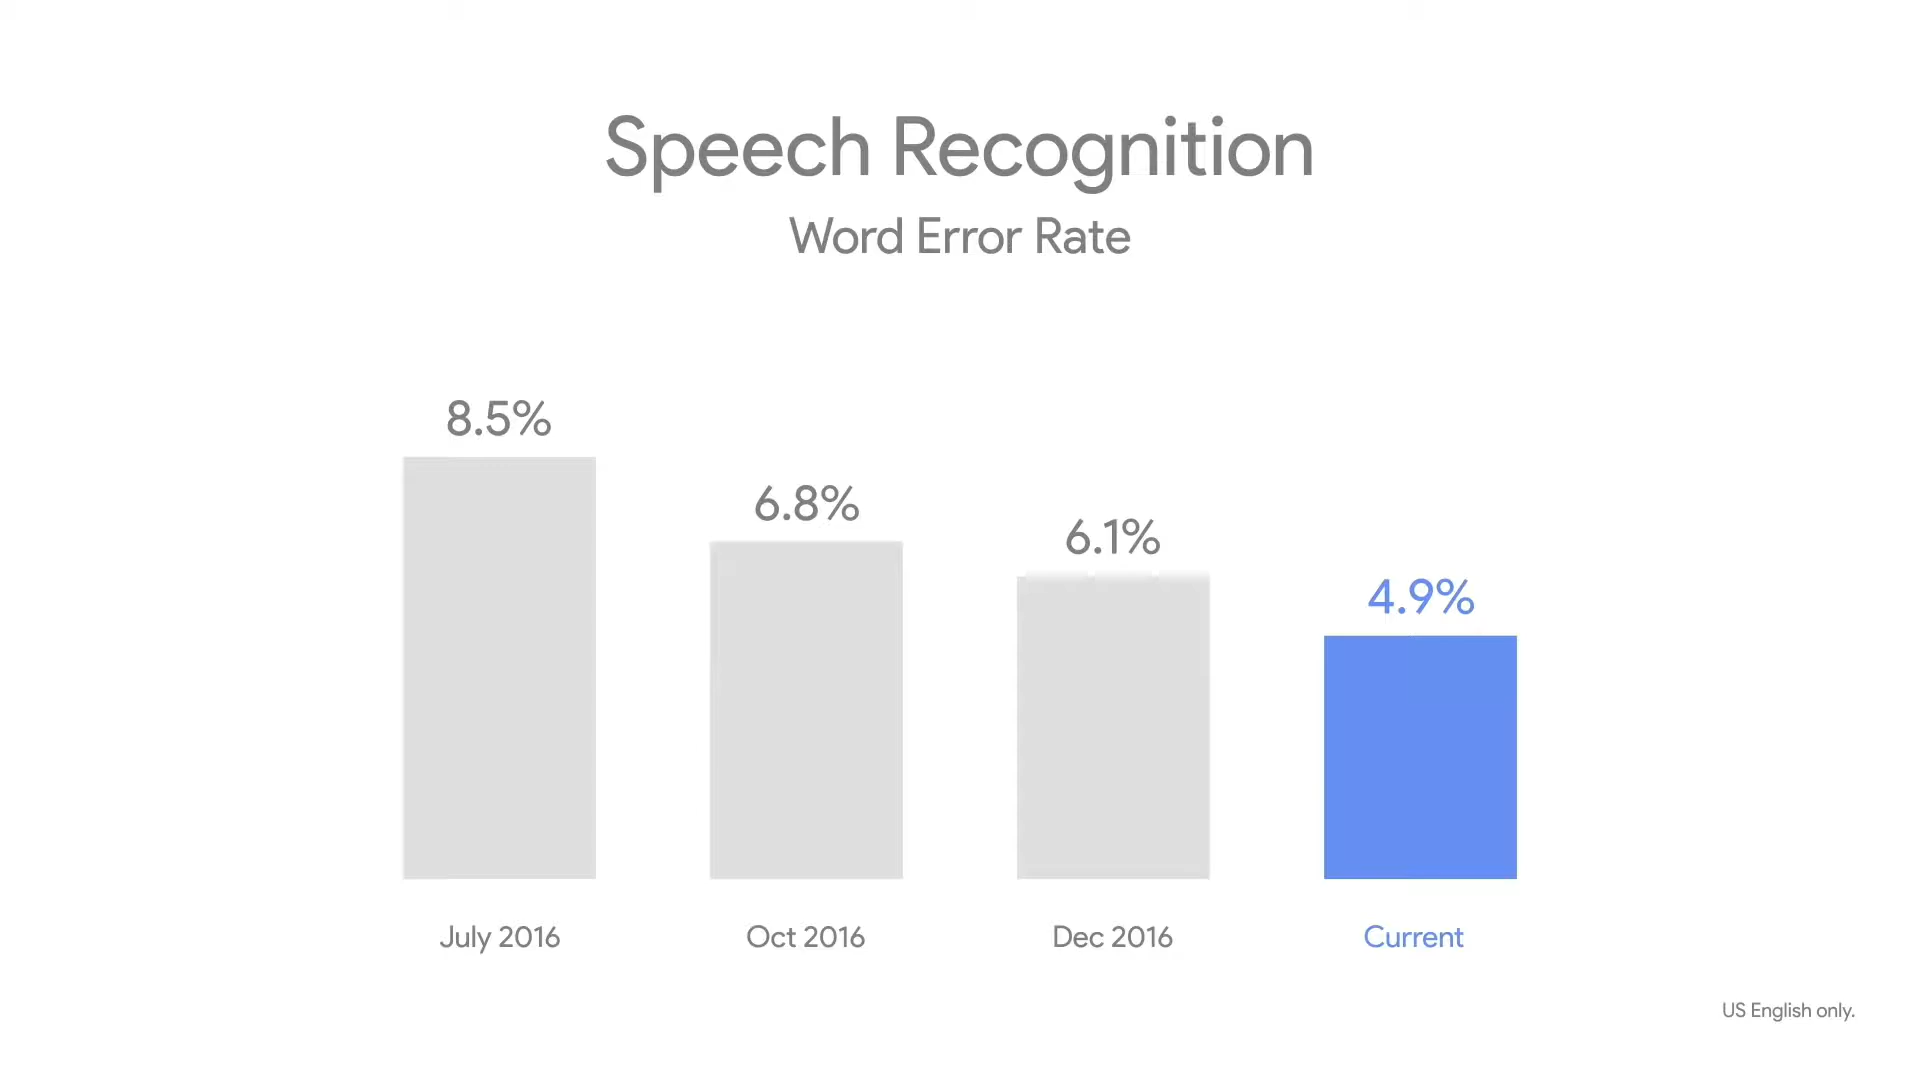 Speech Recognition
Word Error Rate
8.5%
6.8%
6.1%
4.9%
July 2016
Oct 2016
Dec 2016
Current
US English only.